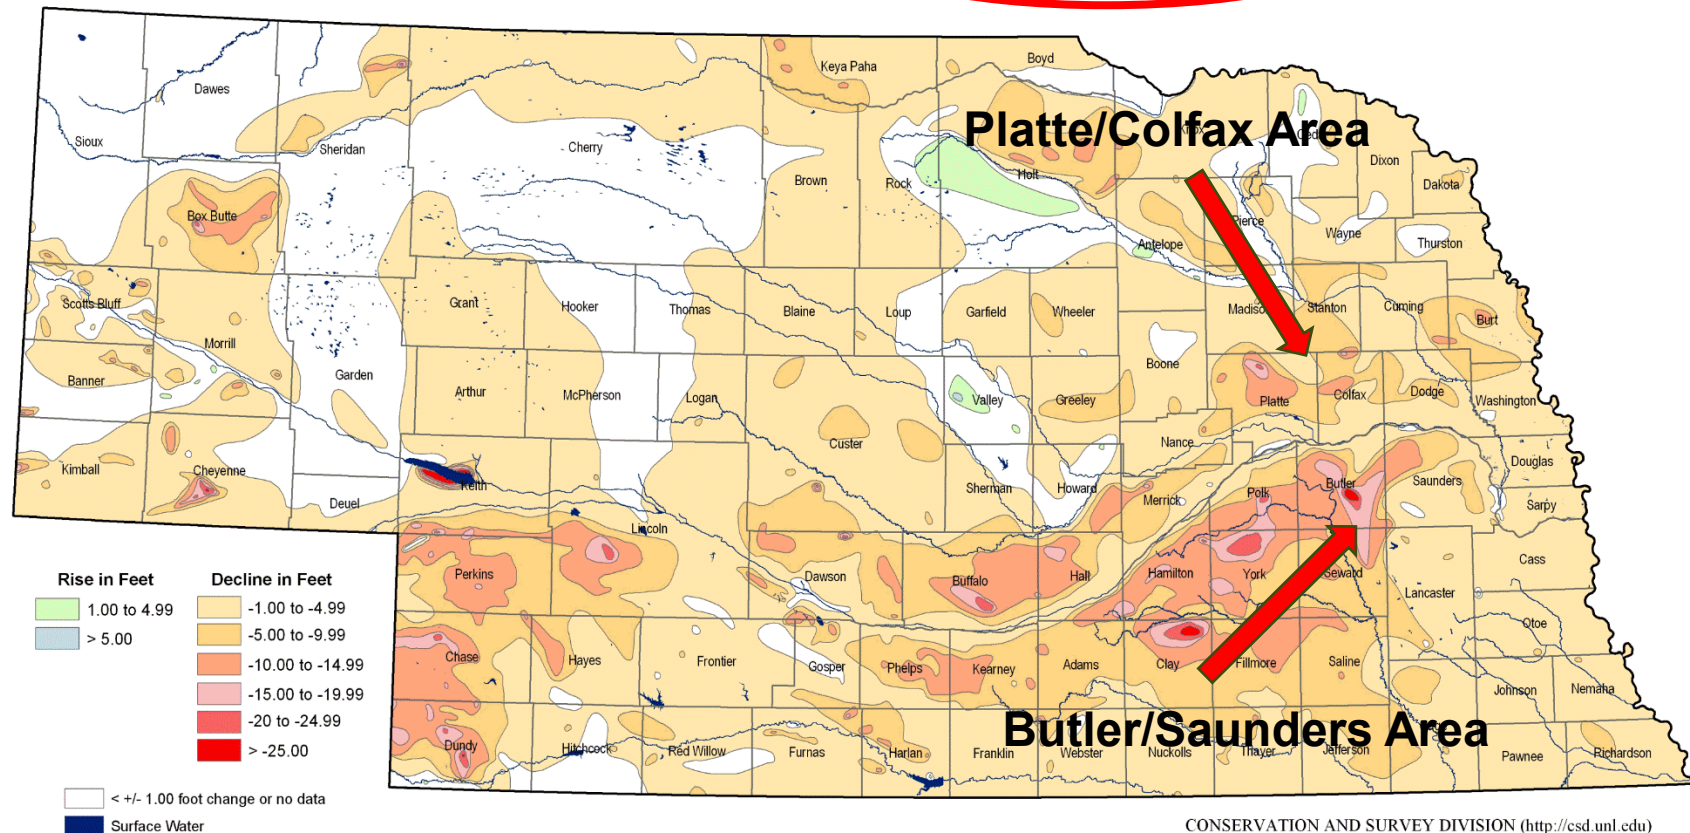 Boyd
Keya Paha
Dawes
Platte/Colfax Area
Sioux
Sheridan
Cherry
Dixon
Holt
Brown
Rock
Dakota
Box Butte
Pierce
Wayne
Thurston
Antelope
Scotts Bluff
Grant
Hooker
Thomas
Blaine
Loup
Garfield
Wheeler
Madison
Stanton
Cuming
Burt
Morrill
Boone
Banner
Garden
Arthur
McPherson
Logan
Valley
Greeley
Platte
Colfax
Dodge
Washington
Custer
Nance
Kimball
Cheyenne
Keith
Deuel
Sherman
Howard
Merrick
Polk
Butler
Saunders
Douglas
Sarpy
Lincoln
Perkins
Dawson
Buffalo
Hall
Hamilton
York
Seward
Cass
Lancaster
Otoe
Chase
Hayes
Frontier
Gosper
Phelps
Kearney
Adams
Clay
Fillmore
Saline
Johnson
Nemaha
Butler/Saunders Area
Dundy
Hitchcock
Red Willow
Furnas
Harlan
Franklin
Webster
Nuckolls
Thayer
Jefferson
Pawnee
Richardson
Rise in Feet
1.00 to 4.99
> 5.00
Decline in Feet
-1.00 to -4.99
-5.00 to -9.99
-10.00 to -14.99
-15.00 to -19.99
-20 to -24.99
> -25.00
< +/- 1.00 foot change or no data
Surface Water
CONSERVATION AND SURVEY DIVISION (http://csd.unl.edu)